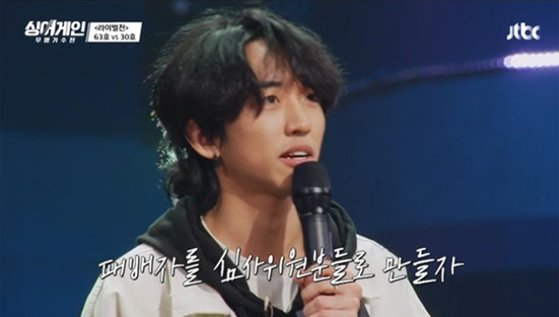 싱어게인
무명가수전
<라이벌전>
63호 vs 30호
jtbc
패배자를 심사위원분들로 만들자